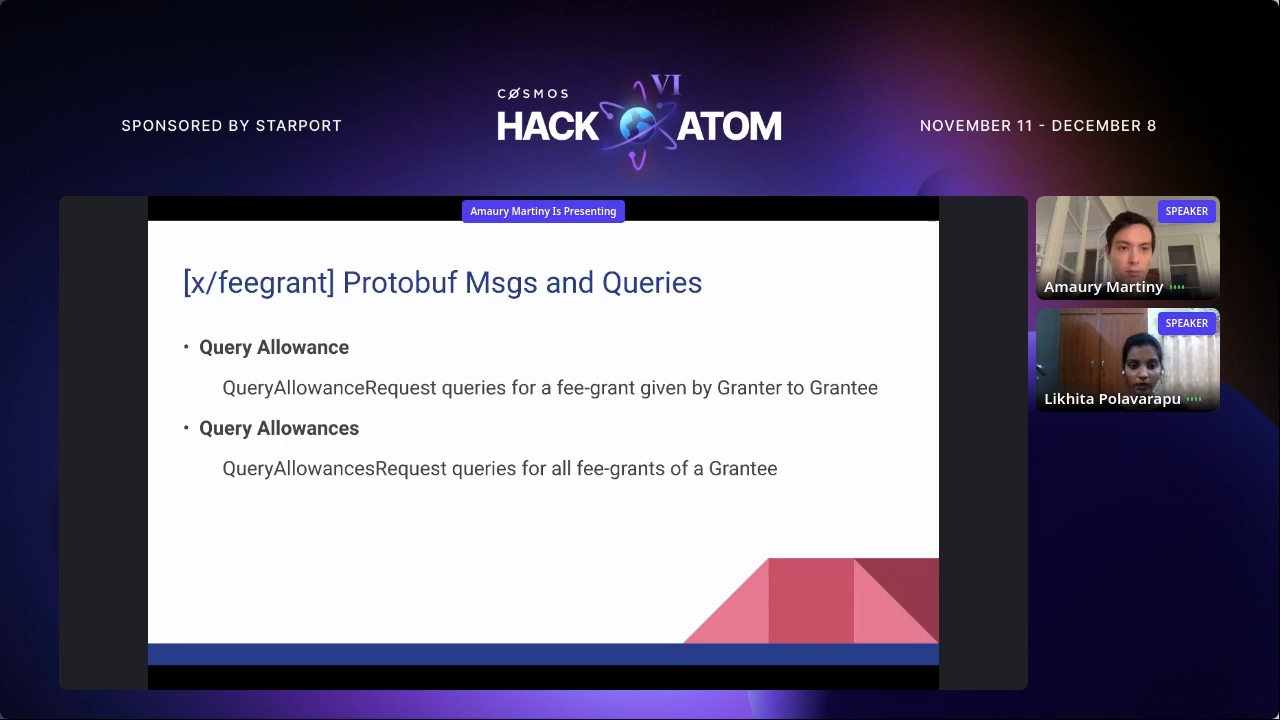 SPONSORED BY STARPORT
CØSMOS
VI
HACK ATOM
NOVEMBER 11 - DECEMBER 8
Amaury Martiny Is Presenting
[x/feegrant] Protobuf Msgs and Queries
• Query Allowance
QueryAllowanceRequest queries for a fee-grant given by Granter to Grantee
• Query Allowances
QueryAllowancesRequest queries for all fee-grants of a Grantee
SPEAKER
Amaury Martiny
SPEAKER
Likhita Polavarapu